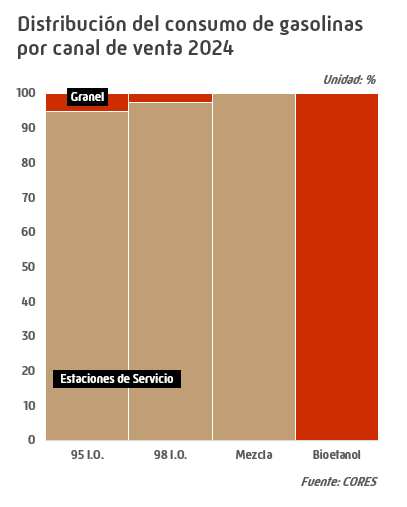 Distribución del consumo de gasolinas
por canal de venta 2024
Unidad: %
100
Granel
90
80
70
60
50
40
30
20
Estaciones de Servicio
10
0
95 I.O.
98 I.O.
Mezcla
Bioetanol
Fuente: CORES